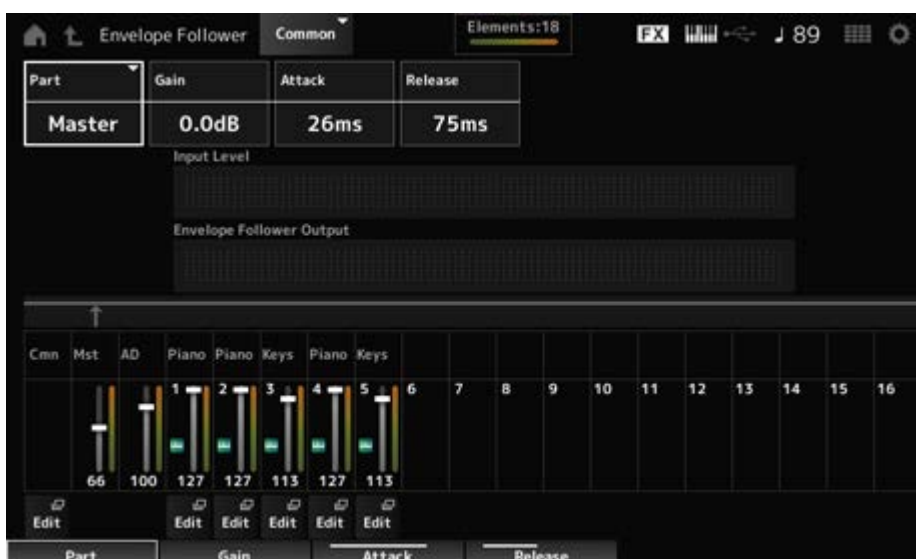 Envelope Follower Common Elements:18 FX ♩ 89
Part Gain Attack Release
Master 0.0dB 26ms 75ms
Input Level
Envelope Follower Output
Cmn Mst AD Piano Piano Keys Piano Keys
1 2 3 4 5 6 7 8 9 10 11 12 13 14 15 16
66 100 127 127 113 127 113
Edit Edit Edit Edit Edit Edit
Part Gain Attack Release